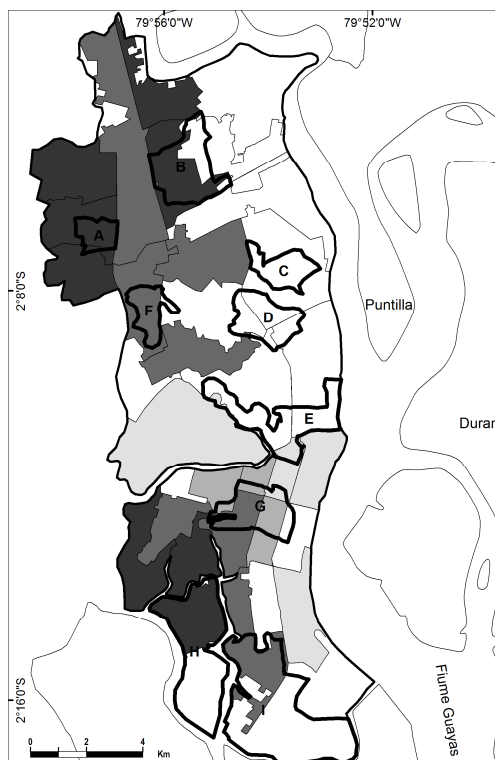 79°56'0"W
79°52'0"W
B
A
C
2°8'0"S
F
D
Puntilla
E
Duran
G
H
Fiume Guayas
2°16'0"S
I
0 2 4
Km